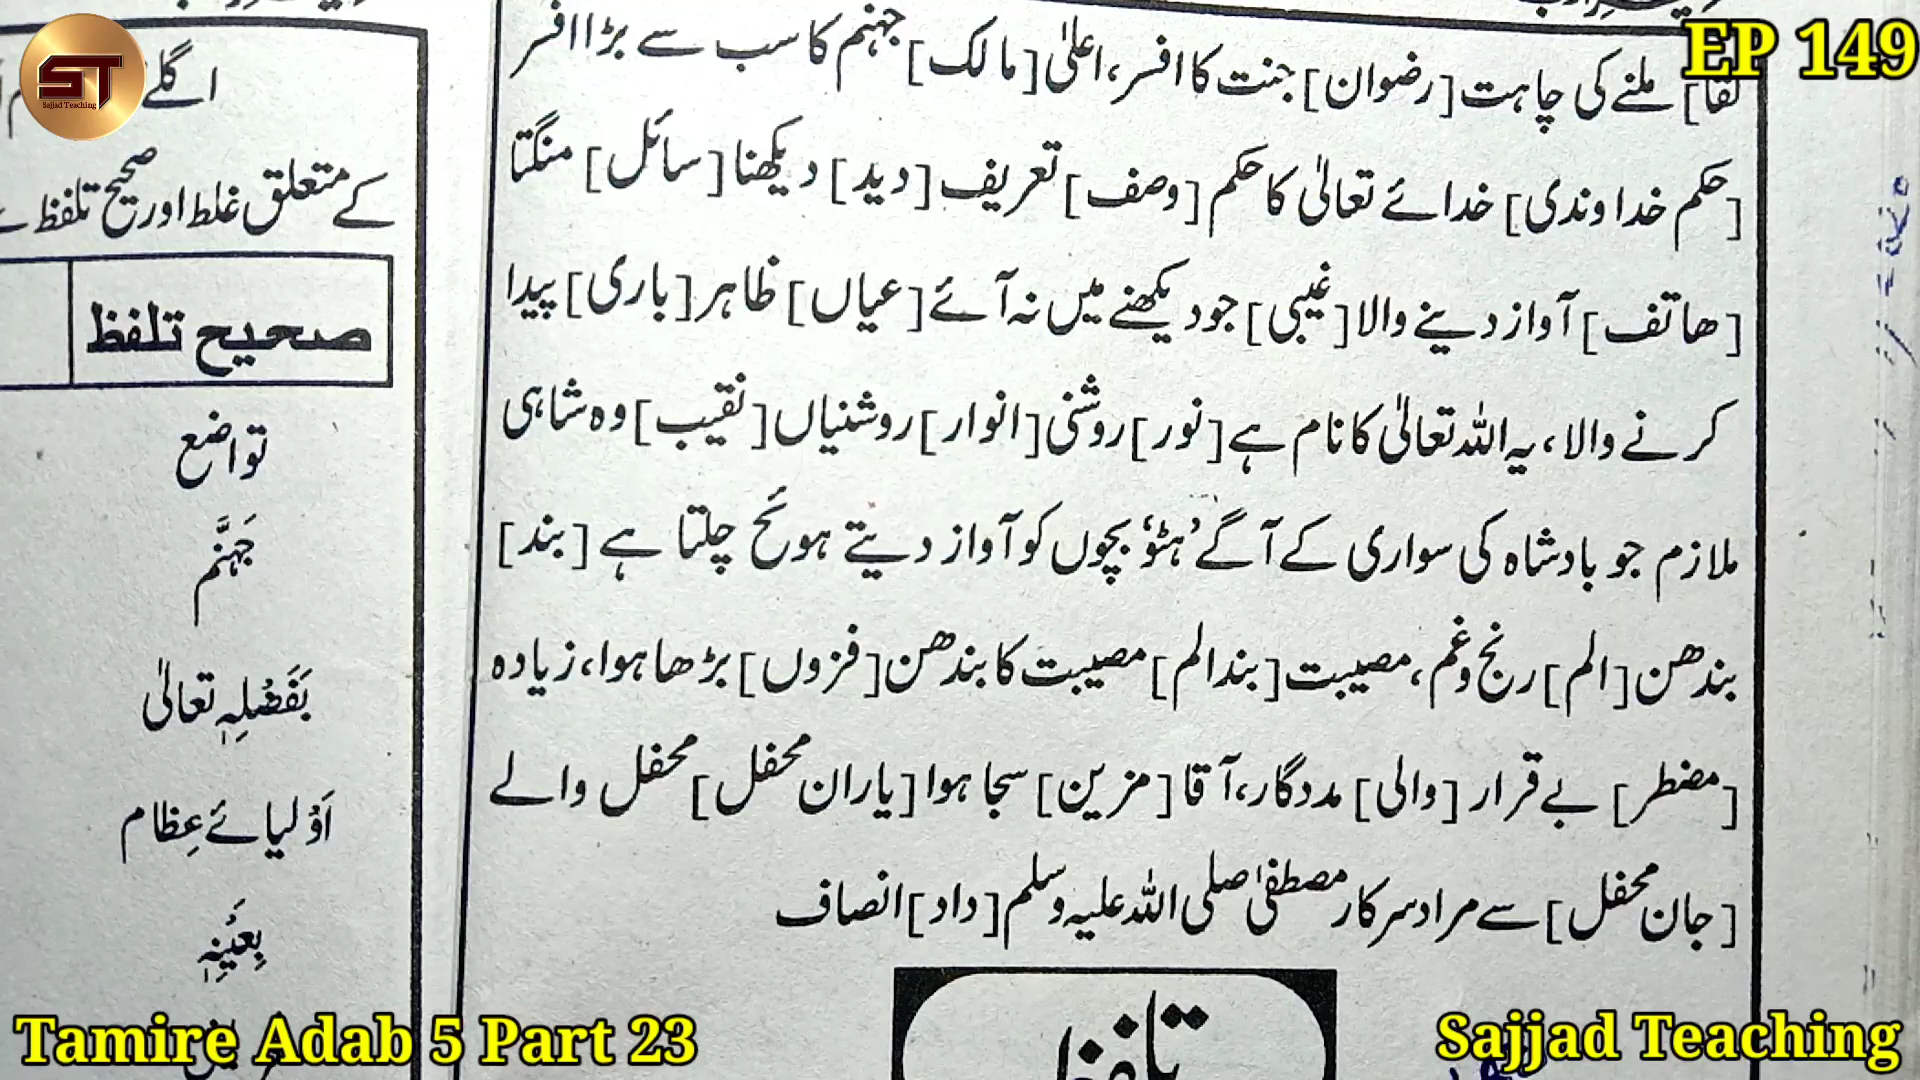 EP 149
ST
Sajjad Teaching
لقا] ملنے کی چاہت [رضوان] جنت کا افسر، اعلیٰ [مالک] جہنم کا سب سے بڑا افسر
[حکم خداوندی] خدائے تعالیٰ کا حکم [وصف] تعریف [دید] دیکھنا [سائل] منگتا
[ھاتف] آواز دینے والا [غیبی] جو دیکھنے میں نہ آئے [عیاں] ظاہر [باری] پیدا
کرنے والا، یہ اللہ تعالیٰ کا نام ہے [نور] روشنی [انوار] روشنیاں [نقیب] وہ شاہی
ملازم جو بادشاہ کی سواری کے آگے ’ہٹو‘ بچوں کو آواز دیتے ہوئے چلتا ہے [بند]
بندھن [الم] رنج و غم، مصیبت [بند الم] مصیبت کا بندھن [فزوں] بڑھا ہوا، زیادہ
[مضطر] بے قرار [والی] مددگار، آقا [مزین] سجا ہوا [یاران محفل] محفل والے
[جان محفل] سے مراد سرکار مصطفیٰ صلی اللہ علیہ وسلم [داد] انصاف
تلفظ
اگلے
کے متعلق غلط اور صحیح تلفظ
صحیح تلفظ
تواضع
جَہَنَّم
بَفَضْلِہٖ تعالیٰ
اَوْلیائے عِظام
بِعَیْنِہٖ
Tamire Adab 5 Part 23
Sajjad Teaching